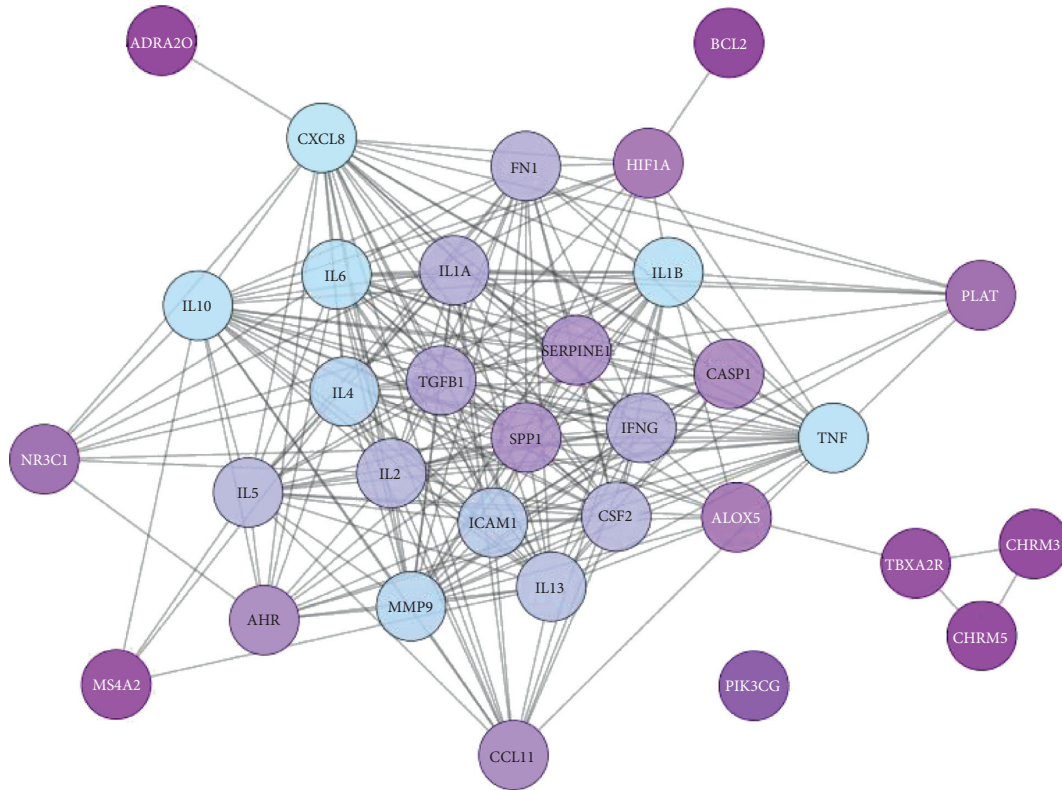 ADRA2O
BCL2
CXCL8
FN1
HIF1A
IL6
IL1A
IL1B
IL10
PLAT
SERPINE1
CASP1
TGFB1
IL4
SPP1
IFNG
TNF
NR3C1
IL2
IL5
ICAM1
CSF2
ALOX5
CHRM3
TBXA2R
IL13
MMP9
AHR
CHRM5
MS4A2
PIK3CG
CCL11